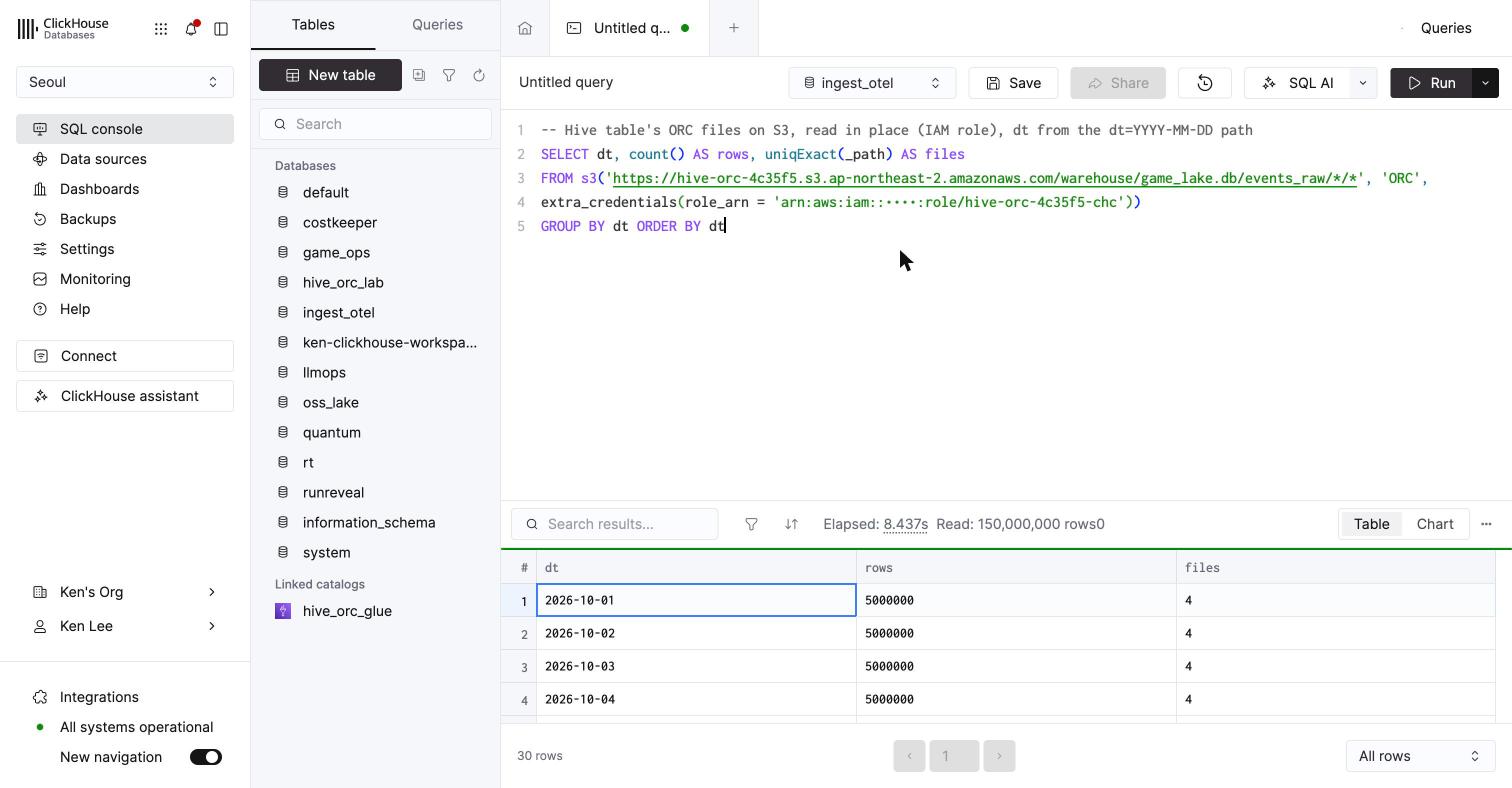 ClickHouse
Databases
Seoul
SQL console
Data sources
Dashboards
Backups
Settings
Monitoring
Help
Connect
ClickHouse assistant
Ken's Org
Ken Lee
Integrations
All systems operational
New navigation
Tables
Queries
New table
Search
Databases
default
costkeeper
game_ops
hive_orc_lab
ingest_otel
ken-clickhouse-workspa...
llmops
oss_lake
quantum
rt
runreveal
information_schema
system
Linked catalogs
hive_orc_glue
Untitled q...
+
Queries
Untitled query
ingest_otel
Save
Share
SQL AI
Run
1 -- Hive table's ORC files on S3, read in place (IAM role), dt from the dt=YYYY-MM-DD path
2 SELECT dt, count() AS rows, uniqExact(_path) AS files
3 FROM s3('https://hive-orc-4c35f5.s3.ap-northeast-2.amazonaws.com/warehouse/game_lake.db/events_raw/*/*', 'ORC',
4 extra_credentials(role_arn = 'arn:aws:iam::••••:role/hive-orc-4c35f5-chc'))
5 GROUP BY dt ORDER BY dt
Search results...
Elapsed: 8.437s Read: 150,000,000 rows0
Table
Chart
# dt rows files
1 2026-10-01 5000000 4
2 2026-10-02 5000000 4
3 2026-10-03 5000000 4
4 2026-10-04 5000000 4
30 rows
‹ 1 ›
All rows